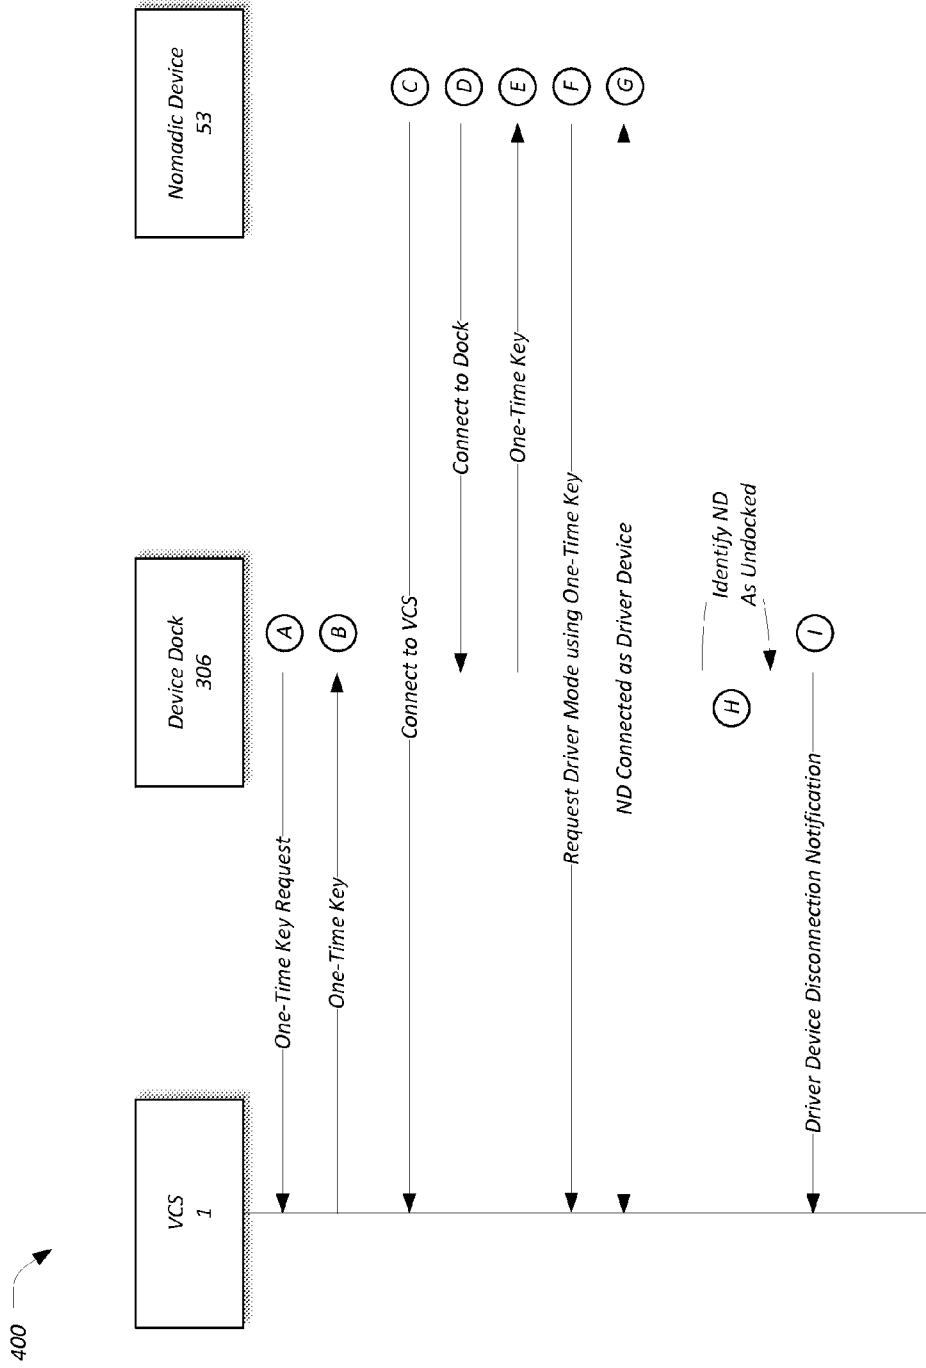 400
VCS
1
Device Dock
306
Nomadic Device
53
A
One-Time Key Request
B
One-Time Key
C
Connect to VCS
D
Connect to Dock
E
One-Time Key
F
Request Driver Mode using One-Time Key
G
ND Connected as Driver Device
H
Identify ND
As Undocked
I
Driver Device Disconnection Notification